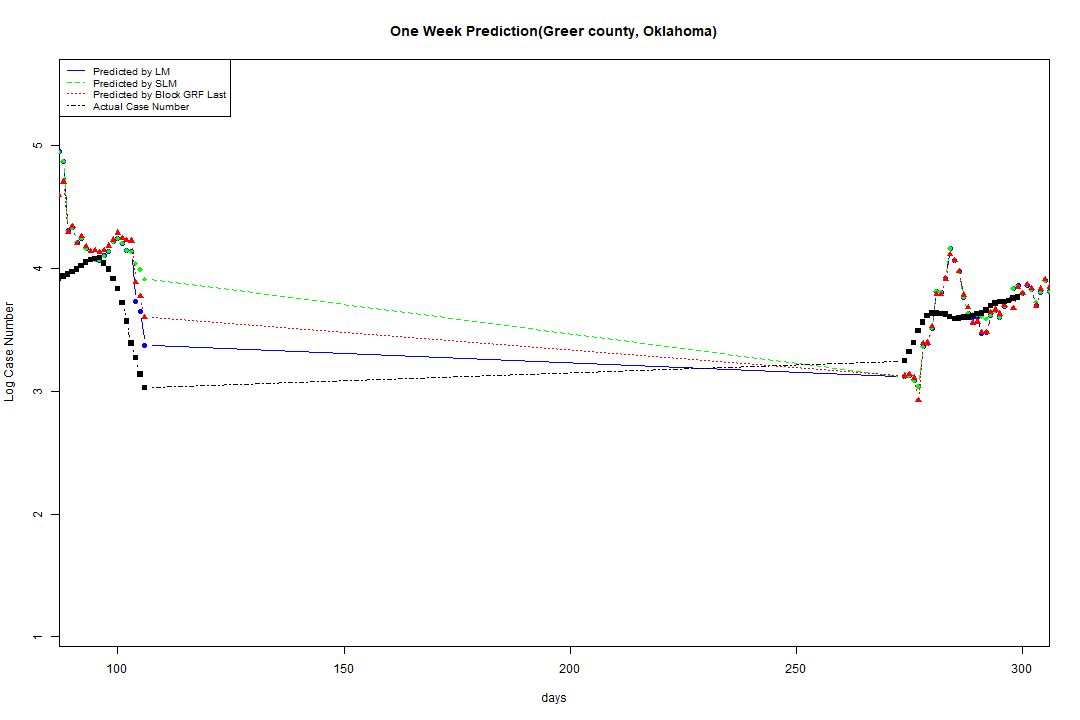 One Week Prediction(Greer county, Oklahoma)
Predicted by LM
Predicted by SLM
Predicted by Block GRF Last
Actual Case Number
5
4
3
2
1
Log Case Number
100 150 200 250 300
days